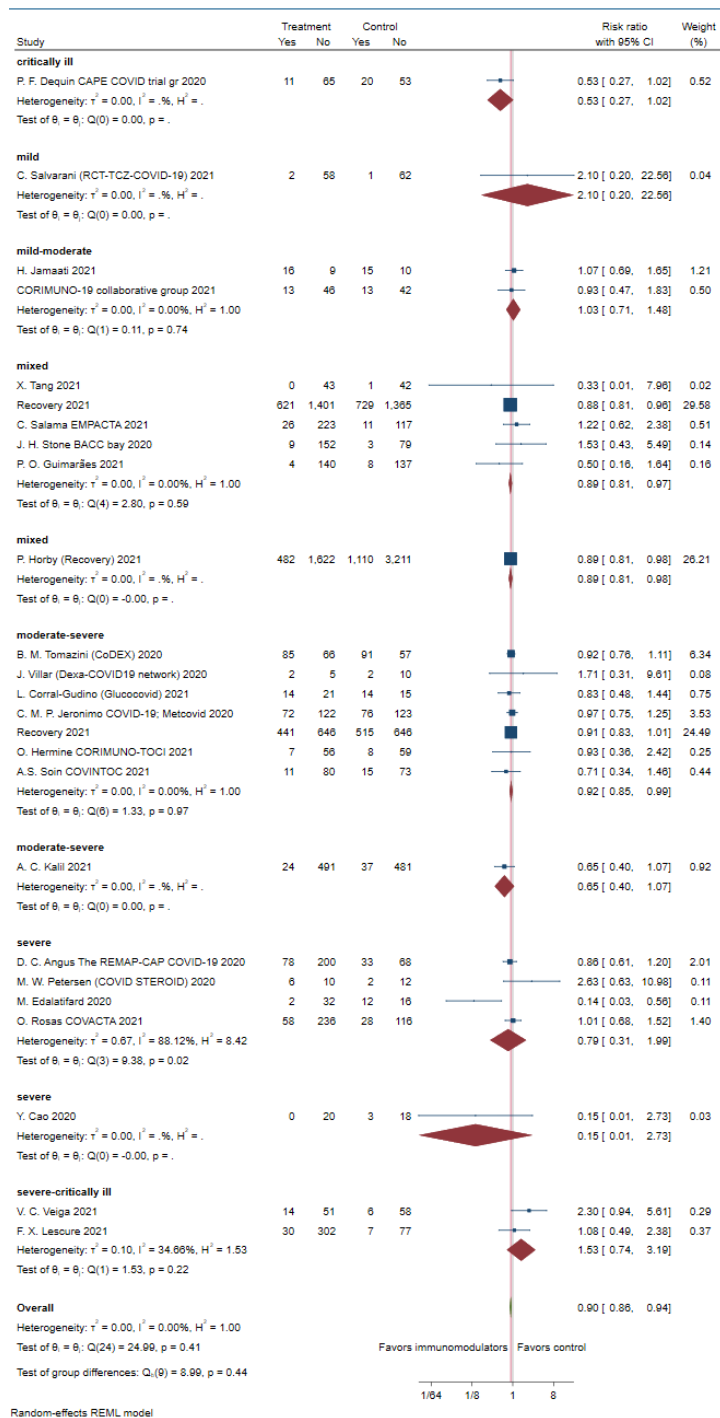 Treatment Control Risk ratio Weight
Study Yes No Yes No with 95% CI (%)
critically ill
P. F. Dequin CAPE COVID trial gr 2020 11 65 20 53 0.53 [ 0.27, 1.02] 0.52
Heterogeneity: τ² = 0.00, I² = .%, H² = . 0.53 [ 0.27, 1.02]
Test of θᵢ = θⱼ: Q(0) = 0.00, p = .
mild
C. Salvarani (RCT-TCZ-COVID-19) 2021 2 58 1 62 2.10 [ 0.20, 22.56] 0.04
Heterogeneity: τ² = 0.00, I² = .%, H² = . 2.10 [ 0.20, 22.56]
Test of θᵢ = θⱼ: Q(0) = 0.00, p = .
mild-moderate
H. Jamaati 2021 16 9 15 10 1.07 [ 0.69, 1.65] 1.21
CORIMUNO-19 collaborative group 2021 13 46 13 42 0.93 [ 0.47, 1.83] 0.50
Heterogeneity: τ² = 0.00, I² = 0.00%, H² = 1.00 1.03 [ 0.71, 1.48]
Test of θᵢ = θⱼ: Q(1) = 0.11, p = 0.74
mixed
X. Tang 2021 0 43 1 42 0.33 [ 0.01, 7.96] 0.02
Recovery 2021 621 1,401 729 1,365 0.88 [ 0.81, 0.96] 29.58
C. Salama EMPACTA 2021 26 223 11 117 1.22 [ 0.62, 2.38] 0.51
J. H. Stone BACC bay 2020 9 152 3 79 1.53 [ 0.43, 5.49] 0.14
P. O. Guimarães 2021 4 140 8 137 0.50 [ 0.16, 1.64] 0.16
Heterogeneity: τ² = 0.00, I² = 0.00%, H² = 1.00 0.89 [ 0.81, 0.97]
Test of θᵢ = θⱼ: Q(4) = 2.80, p = 0.59
mixed
P. Horby (Recovery) 2021 482 1,622 1,110 3,211 0.89 [ 0.81, 0.98] 26.21
Heterogeneity: τ² = 0.00, I² = .%, H² = . 0.89 [ 0.81, 0.98]
Test of θᵢ = θⱼ: Q(0) = -0.00, p = .
moderate-severe
B. M. Tomazini (CoDEX) 2020 85 66 91 57 0.92 [ 0.76, 1.11] 6.34
J. Villar (Dexa-COVID19 network) 2020 2 5 2 10 1.71 [ 0.31, 9.61] 0.08
L. Corral-Gudino (Glucocovid) 2021 14 21 14 15 0.83 [ 0.48, 1.44] 0.75
C. M. P. Jeronimo COVID-19; Metcovid 2020 72 122 76 123 0.97 [ 0.75, 1.25] 3.53
Recovery 2021 441 646 515 646 0.91 [ 0.83, 1.01] 24.49
O. Hermine CORIMUNO-TOCI 2021 7 56 8 59 0.93 [ 0.36, 2.42] 0.25
A.S. Soin COVINTOC 2021 11 80 15 73 0.71 [ 0.34, 1.46] 0.44
Heterogeneity: τ² = 0.00, I² = 0.00%, H² = 1.00 0.92 [ 0.85, 0.99]
Test of θᵢ = θⱼ: Q(6) = 1.33, p = 0.97
moderate-severe
A. C. Kalil 2021 24 491 37 481 0.65 [ 0.40, 1.07] 0.92
Heterogeneity: τ² = 0.00, I² = .%, H² = . 0.65 [ 0.40, 1.07]
Test of θᵢ = θⱼ: Q(0) = 0.00, p = .
severe
D. C. Angus The REMAP-CAP COVID-19 2020 78 200 33 68 0.86 [ 0.61, 1.20] 2.01
M. W. Petersen (COVID STEROID) 2020 6 10 2 12 2.63 [ 0.63, 10.98] 0.11
M. Edalatifard 2020 2 32 12 16 0.14 [ 0.03, 0.56] 0.11
O. Rosas COVACTA 2021 58 236 28 116 1.01 [ 0.68, 1.52] 1.40
Heterogeneity: τ² = 0.67, I² = 88.12%, H² = 8.42 0.79 [ 0.31, 1.99]
Test of θᵢ = θⱼ: Q(3) = 9.38, p = 0.02
severe
Y. Cao 2020 0 20 3 18 0.15 [ 0.01, 2.73] 0.03
Heterogeneity: τ² = 0.00, I² = .%, H² = . 0.15 [ 0.01, 2.73]
Test of θᵢ = θⱼ: Q(0) = -0.00, p = .
severe-critically ill
V. C. Veiga 2021 14 51 6 58 2.30 [ 0.94, 5.61] 0.29
F. X. Lescure 2021 30 302 7 77 1.08 [ 0.49, 2.38] 0.37
Heterogeneity: τ² = 0.10, I² = 34.66%, H² = 1.53 1.53 [ 0.74, 3.19]
Test of θᵢ = θⱼ: Q(1) = 1.53, p = 0.22
Overall 0.90 [ 0.86, 0.94]
Heterogeneity: τ² = 0.00, I² = 0.00%, H² = 1.00
Test of θᵢ = θⱼ: Q(24) = 24.99, p = 0.41 Favors immunomodulators Favors control
Test of group differences: Q_b(9) = 8.99, p = 0.44
1/64 1/8 1 8
Random-effects REML model